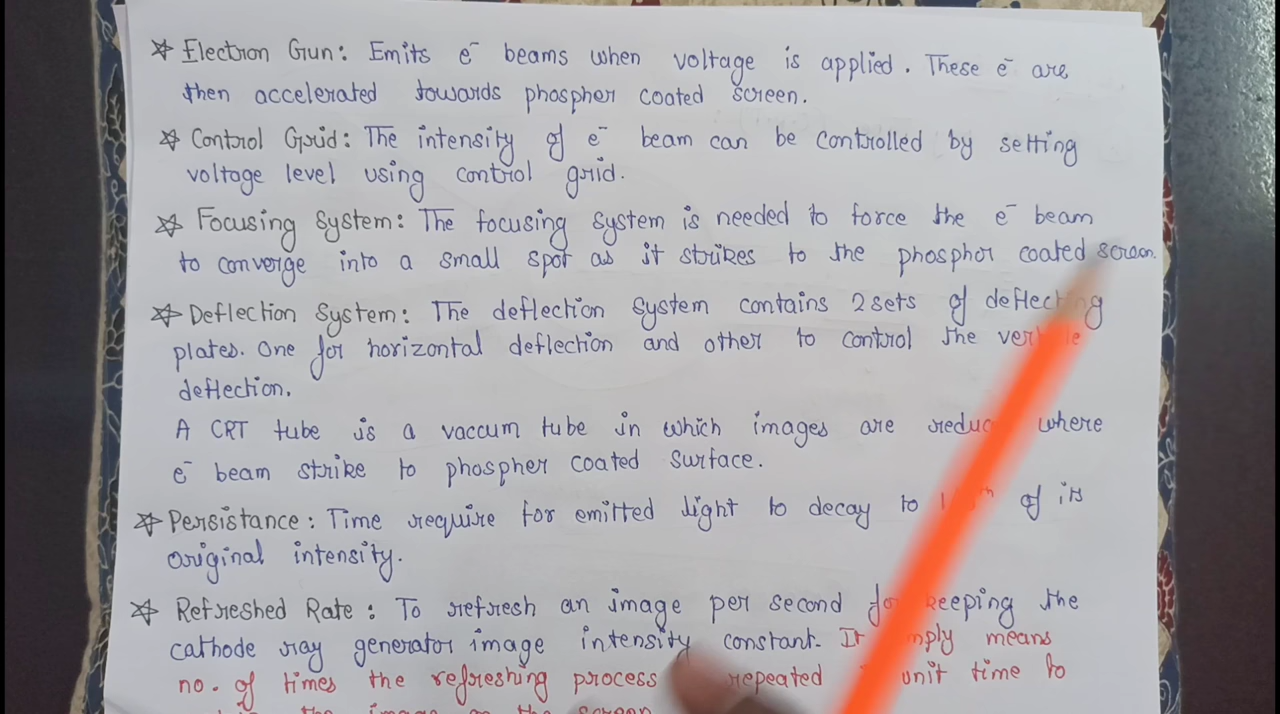 ☆ Electron Gun: Emits e⁻ beams when voltage is applied. These e⁻ are
then accelerated towards phospher coated screen.
☆ Control Grid: The intensity of e⁻ beam can be controlled by setting
voltage level using control grid.
☆ Focusing System: The focusing system is needed to force the e⁻ beam
to converge into a small spot as it strikes to the phosphor coated screen.
☆ Deflection System: The deflection system contains 2 sets of deflecting
plates. One for horizontal deflection and other to control the
deflection.
A CRT tube is a vaccum tube in which images are where
e⁻ beam strike to phospher coated surface.
☆ Persistance: Time require for emitted light to decay to of its
original intensity.
☆ Refreshed Rate: To refresh an image per second for keeping the
cathode ray generator image intensity constant. It means
no. of times the refreshing process repeated unit time to
the image on the screen